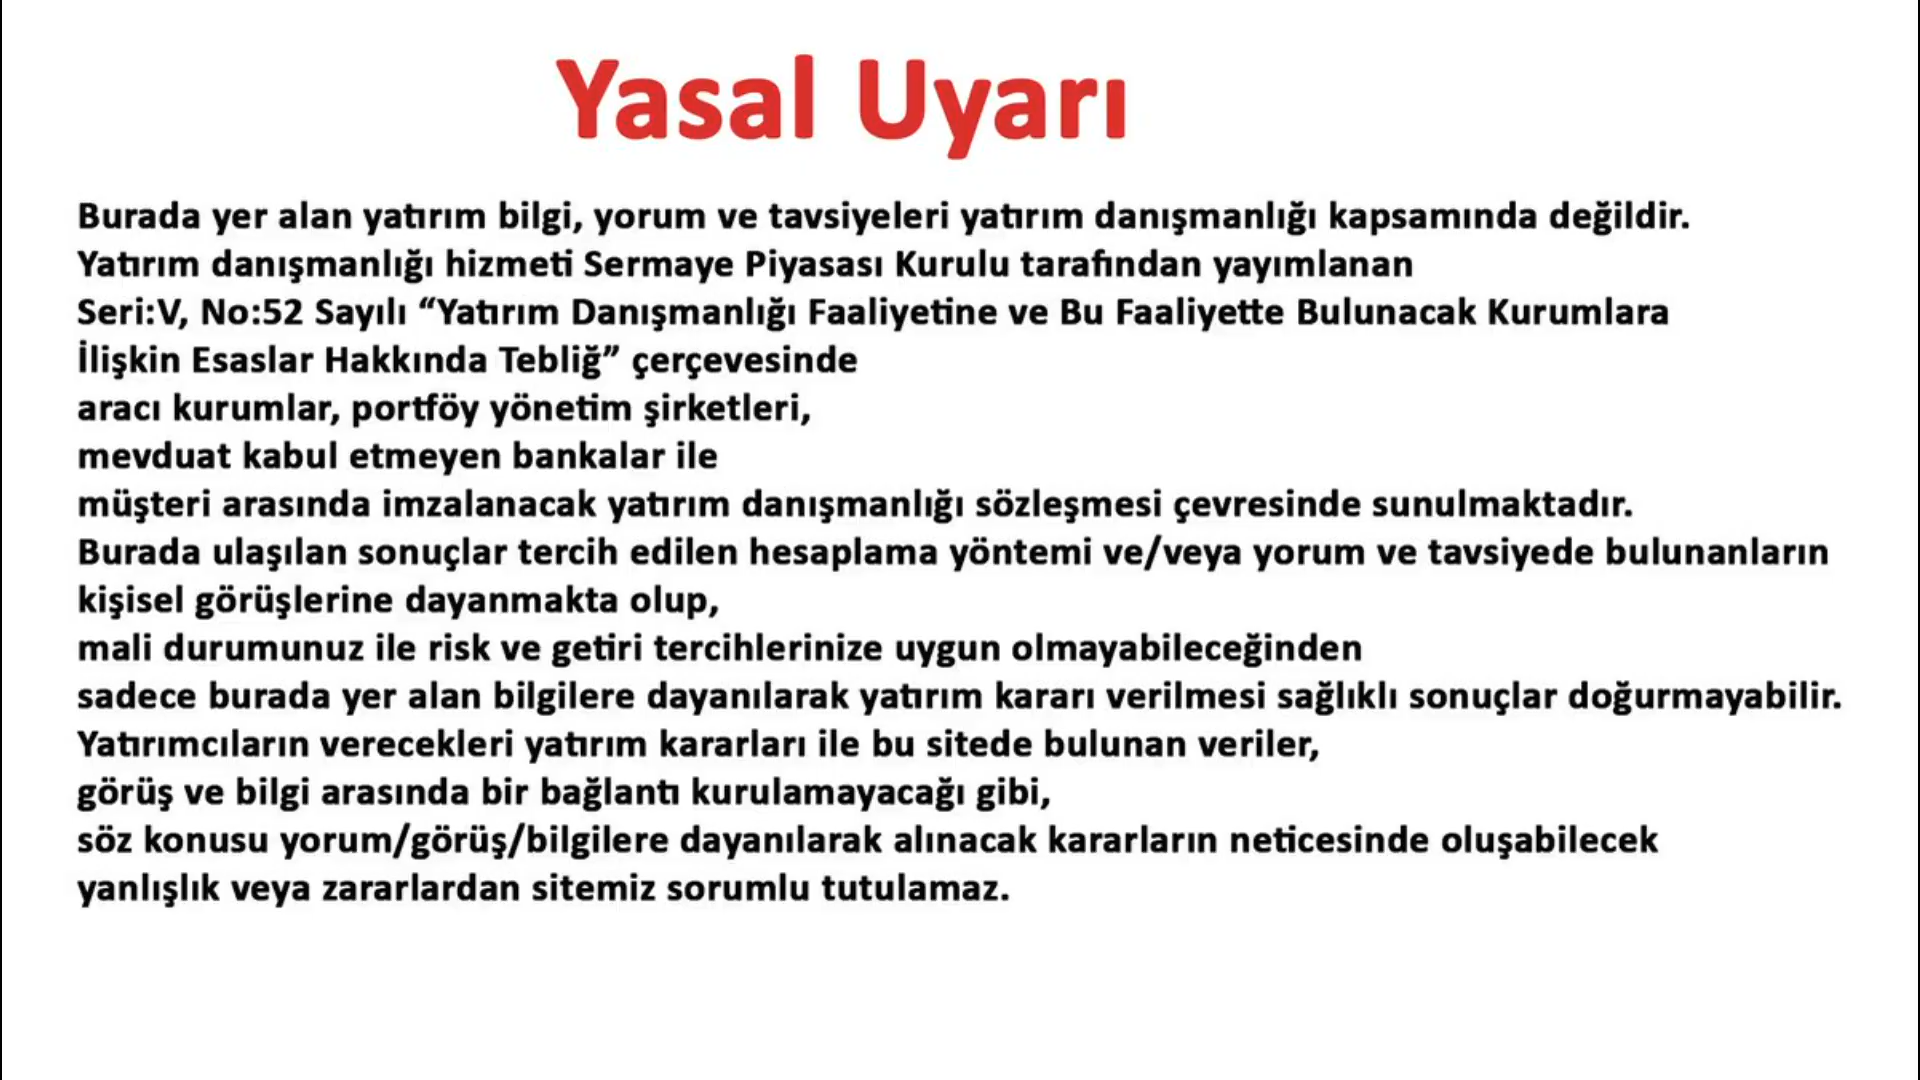 Yasal Uyarı
Burada yer alan yatırım bilgi, yorum ve tavsiyeleri yatırım danışmanlığı kapsamında değildir.
Yatırım danışmanlığı hizmeti Sermaye Piyasası Kurulu tarafından yayımlanan
Seri:V, No:52 Sayılı “Yatırım Danışmanlığı Faaliyetine ve Bu Faaliyette Bulunacak Kurumlara
İlişkin Esaslar Hakkında Tebliğ” çerçevesinde
aracı kurumlar, portföy yönetim şirketleri,
mevduat kabul etmeyen bankalar ile
müşteri arasında imzalanacak yatırım danışmanlığı sözleşmesi çevresinde sunulmaktadır.
Burada ulaşılan sonuçlar tercih edilen hesaplama yöntemi ve/veya yorum ve tavsiyede bulunanların
kişisel görüşlerine dayanmakta olup,
mali durumunuz ile risk ve getiri tercihlerinize uygun olmayabileceğinden
sadece burada yer alan bilgilere dayanılarak yatırım kararı verilmesi sağlıklı sonuçlar doğurmayabilir.
Yatırımcıların verecekleri yatırım kararları ile bu sitede bulunan veriler,
görüş ve bilgi arasında bir bağlantı kurulamayacağı gibi,
söz konusu yorum/görüş/bilgilere dayanılarak alınacak kararların neticesinde oluşabilecek
yanlışlık veya zararlardan sitemiz sorumlu tutulamaz.